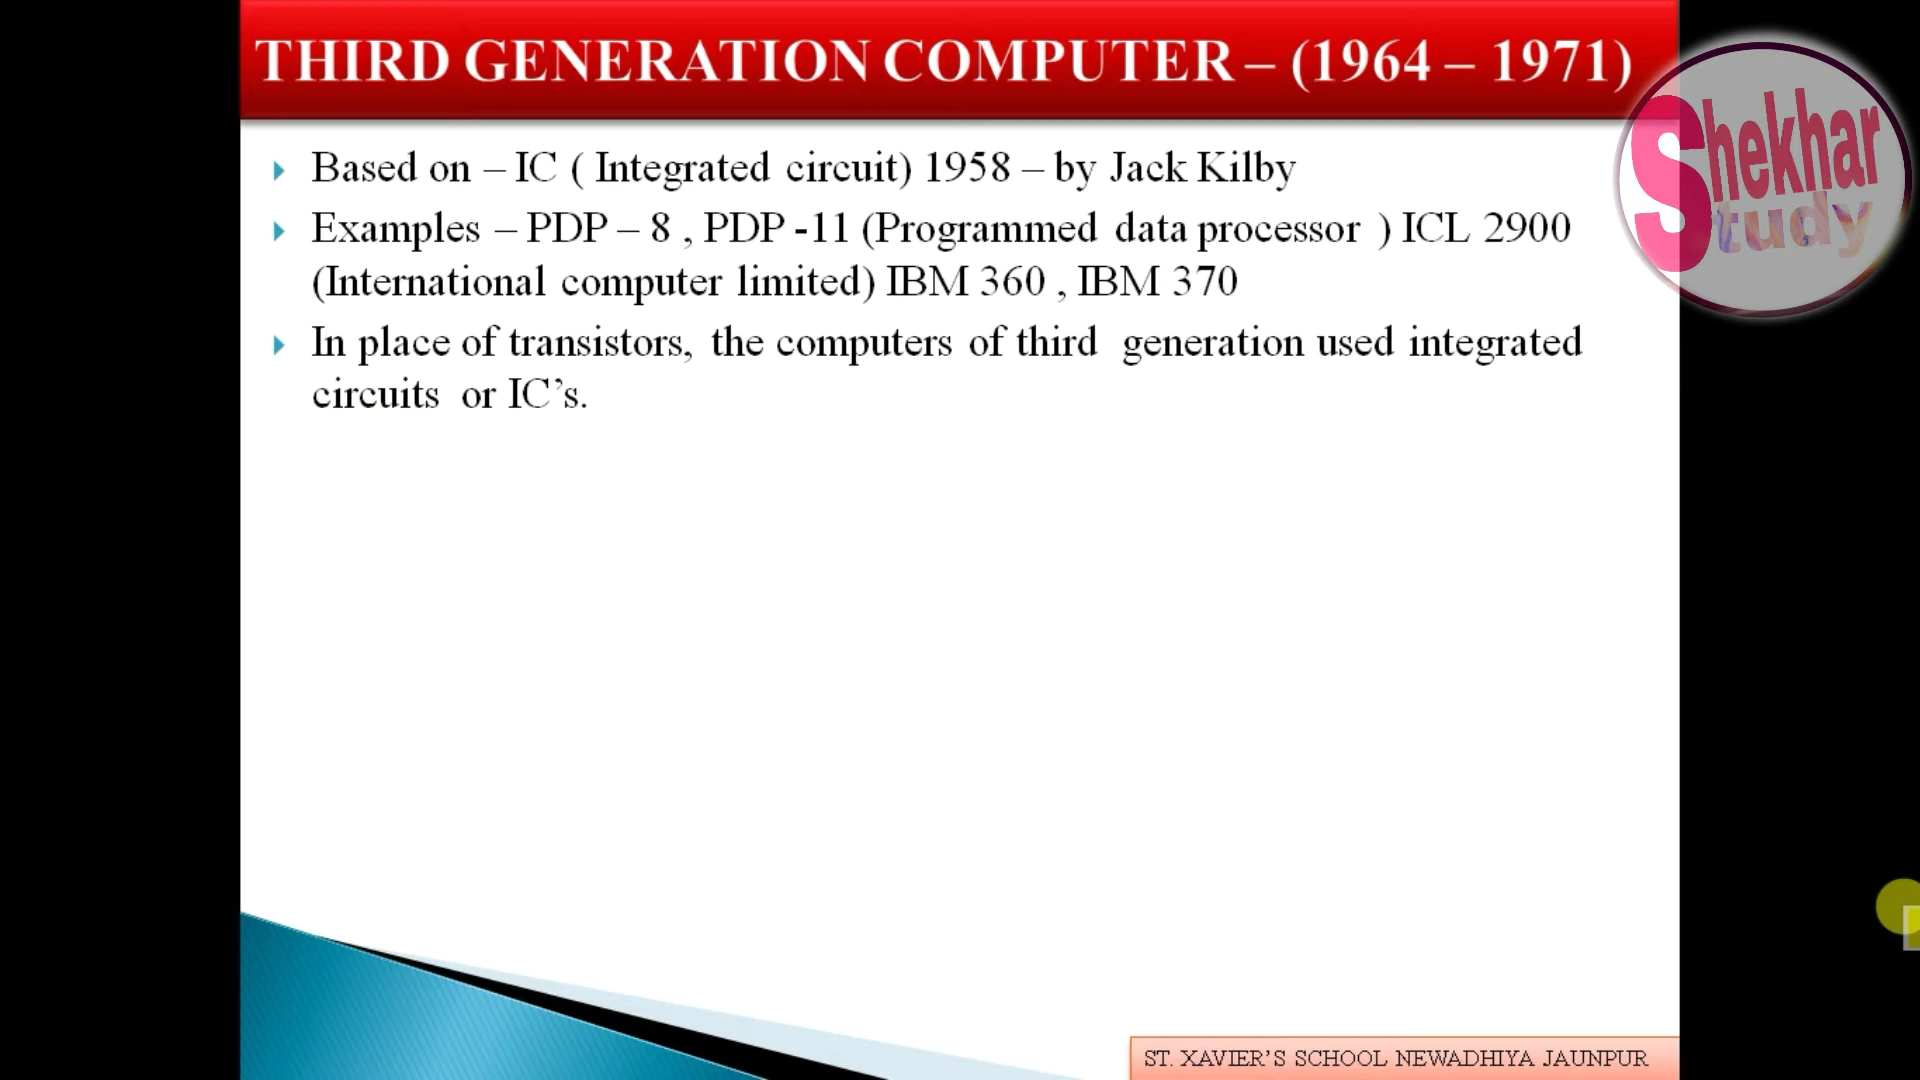 THIRD GENERATION COMPUTER – (1964 – 1971)
Shekhar
Study
Based on – IC ( Integrated circuit) 1958 – by Jack Kilby
Examples – PDP – 8 , PDP -11 (Programmed data processor ) ICL 2900
(International computer limited) IBM 360 , IBM 370
In place of transistors, the computers of third generation used integrated
circuits or IC’s.
ST. XAVIER’S SCHOOL NEWADHIYA JAUNPUR